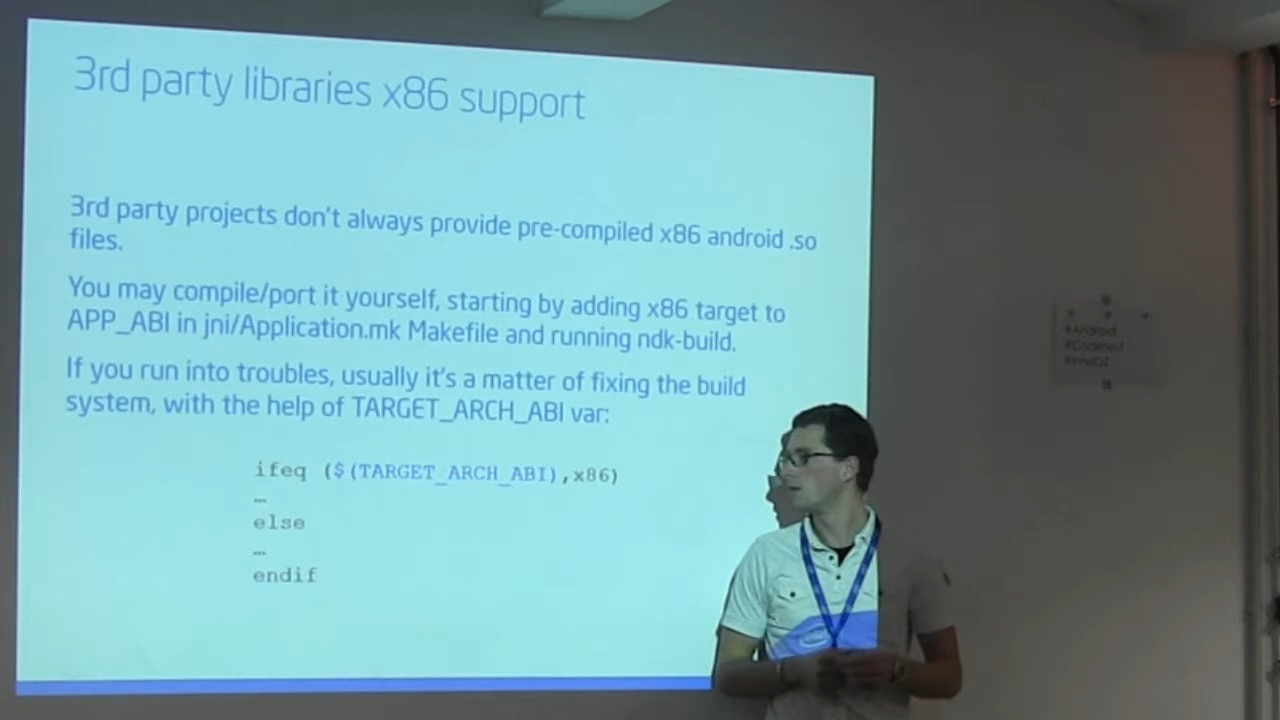 3rd party libraries x86 support
3rd party projects don't always provide pre-compiled x86 android .so
files.
You may compile/port it yourself, starting by adding x86 target to
APP_ABI in jni/Application.mk Makefile and running ndk-build.
If you run into troubles, usually it's a matter of fixing the build
system, with the help of TARGET_ARCH_ABI var:
ifeq ($(TARGET_ARCH_ABI),x86)
…
else
…
endif
#Android